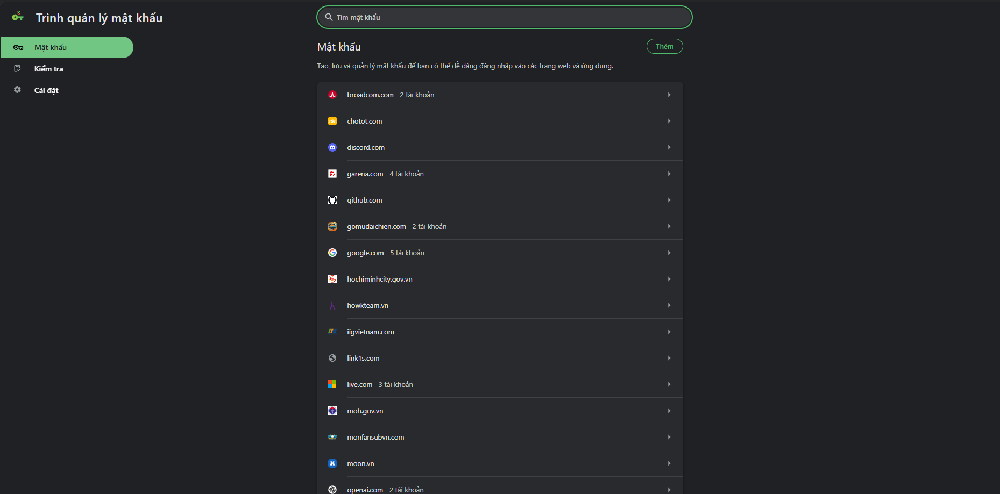 Trình quản lý mật khẩu
Tìm mật khẩu
Mật khẩu
Kiểm tra
Cài đặt
Mật khẩu
Thêm
Tạo, lưu và quản lý mật khẩu để bạn có thể dễ dàng đăng nhập vào các trang web và ứng dụng.
broadcom.com 2 tài khoản
TỐT
chotot.com
discord.com
garena.com 4 tài khoản
github.com
gomudaichien.com 2 tài khoản
google.com 5 tài khoản
hochiminhcity.gov.vn
howkteam.vn
iigvietnam.com
link1s.com
live.com 3 tài khoản
moh.gov.vn
monfansubvn.com
moon.vn
openai.com 2 tài khoản